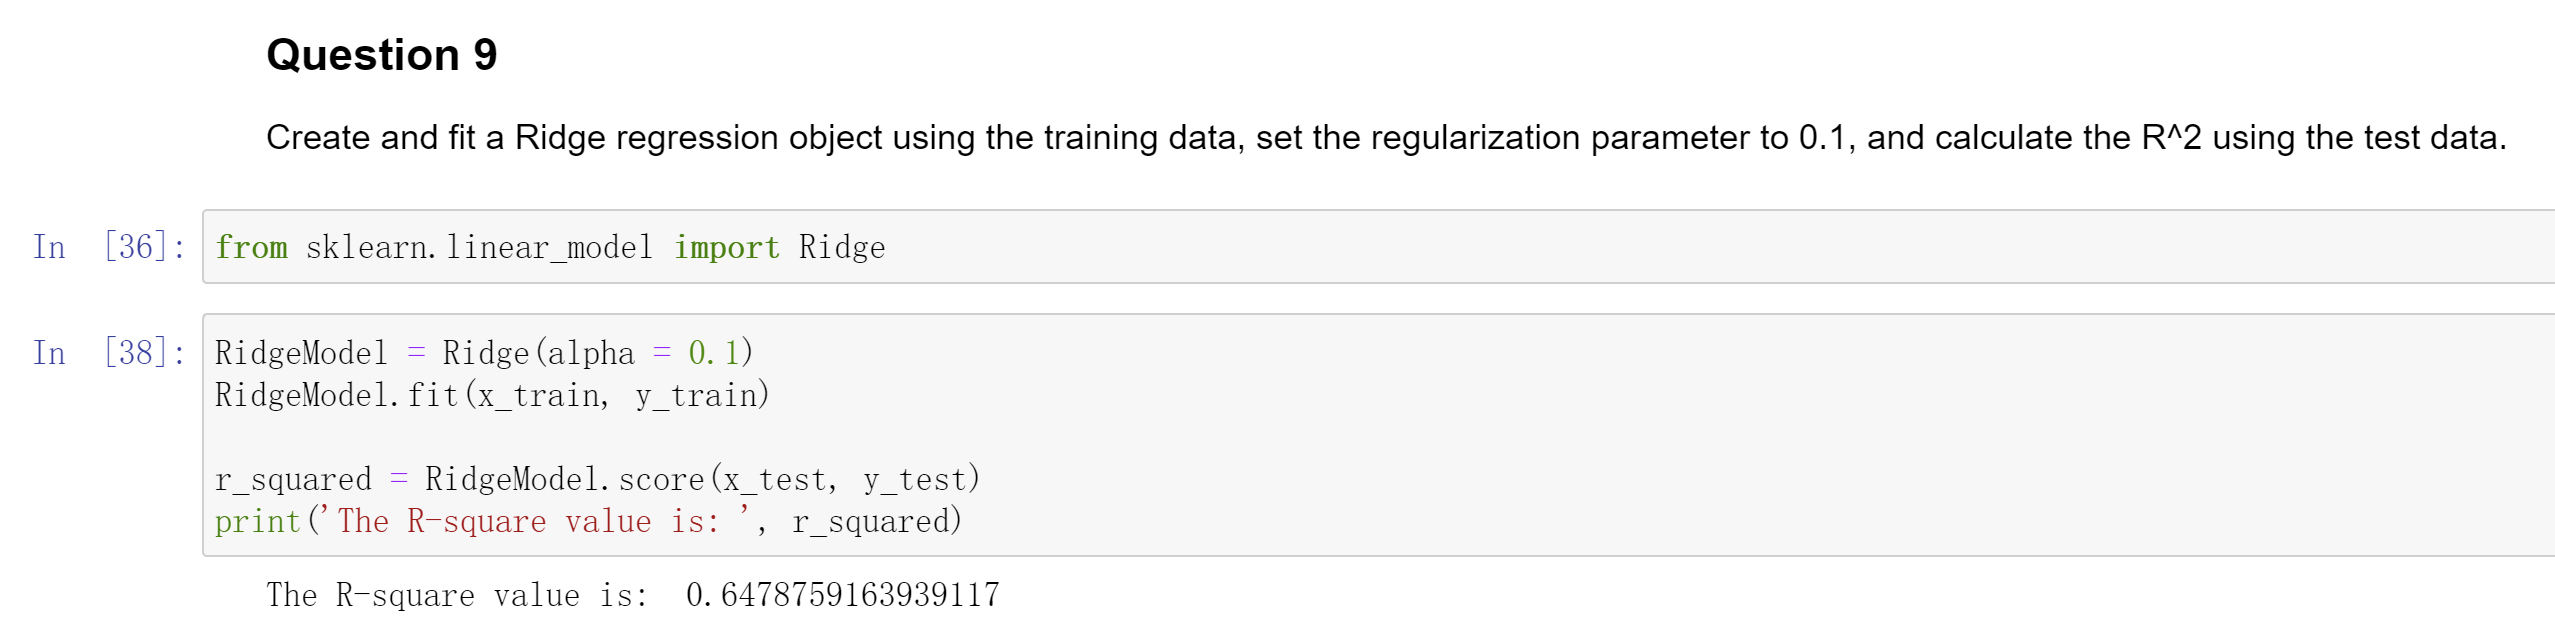 Question 9
Create and fit a Ridge regression object using the training data, set the regularization parameter to 0.1, and calculate the R^2 using the test data.
In [36]: from sklearn.linear_model import Ridge
In [38]: RidgeModel = Ridge(alpha = 0.1)
RidgeModel.fit(x_train, y_train)
r_squared = RidgeModel.score(x_test, y_test)
print('The R-square value is: ', r_squared)
The R-square value is:  0.6478759163939117